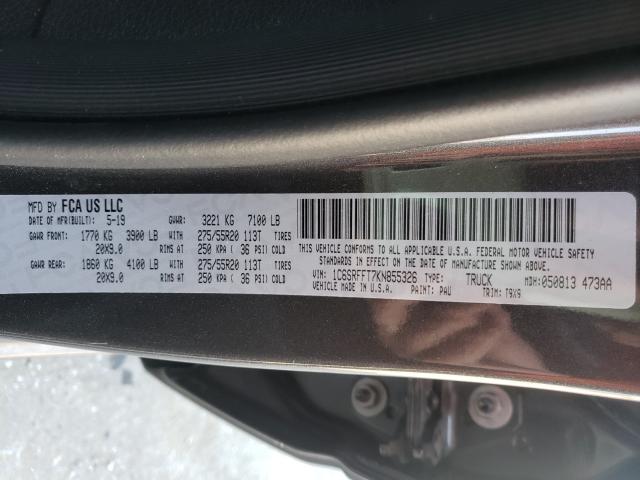 MFD BY FCA US LLC
DATE OF MFR(BUILT): 5-19 GVWR: 3221 KG 7100 LB
GAWR FRONT: 1770 KG 3900 LB WITH 275/55R20 113T TIRES
20X9.0 RIMS AT 250 KPA ( 36 PSI) COLD
GAWR REAR: 1860 KG 4100 LB WITH 275/55R20 113T TIRES
20X9.0 RIMS AT 250 KPA ( 36 PSI) COLD
THIS VEHICLE CONFORMS TO ALL APPLICABLE U.S.A. FEDERAL MOTOR VEHICLE SAFETY
STANDARDS IN EFFECT ON THE DATE OF MANUFACTURE SHOWN ABOVE.
VIN: 1C6SRFFT7KN855326 TYPE: TRUCK MDH: 050813 473AA
VEHICLE MADE IN U.S.A. PAINT: PAU TRIM: T9X9